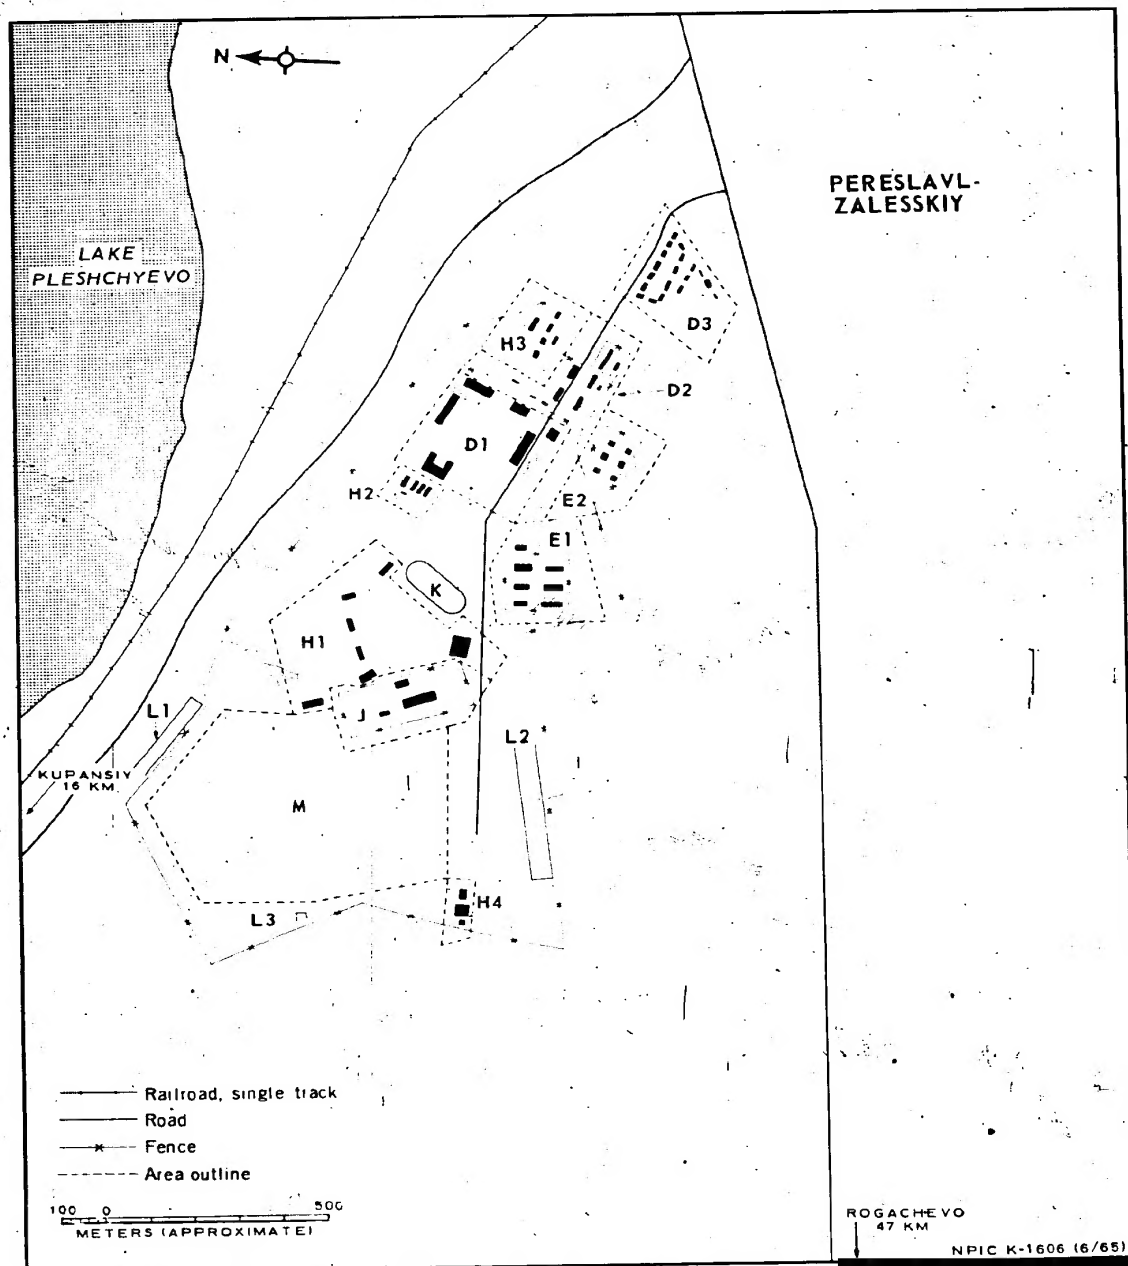 N
PERESLAVL-
ZALESSKIY
LAKE
PLESHCHYEVO
D3
H3
D2
D1
H2
E2
E1
K
H1
J
L1
L2
KUPANSIY
16 KM
M
H4
L3
Railroad, single track
Road
Fence
Area outline
100 0 500
METERS (APPROXIMATE)
ROGACHEVO
47 KM
NPIC K-1606 (6/65)